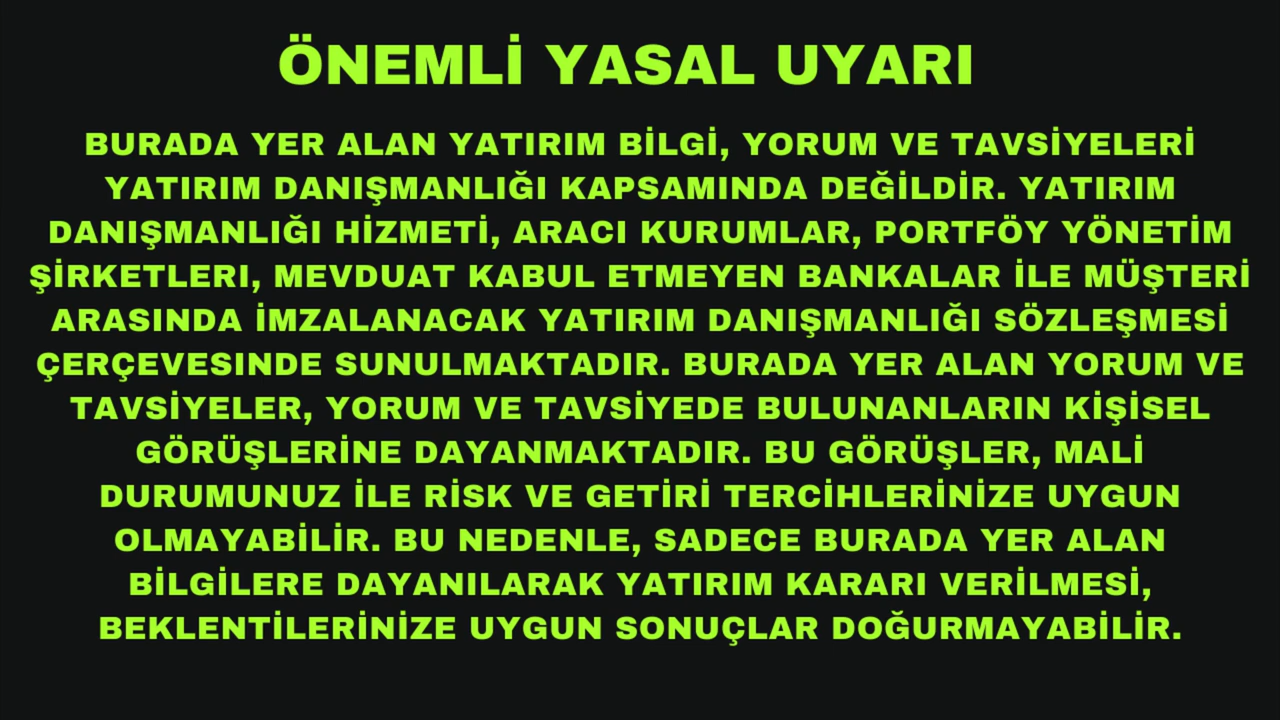 ÖNEMLİ YASAL UYARI
BURADA YER ALAN YATIRIM BİLGİ, YORUM VE TAVSİYELERİ
YATIRIM DANIŞMANLIĞI KAPSAMINDA DEĞİLDİR. YATIRIM
DANIŞMANLIĞI HİZMETİ, ARACI KURUMLAR, PORTFÖY YÖNETİM
ŞİRKETLERI, MEVDUAT KABUL ETMEYEN BANKALAR İLE MÜŞTERİ
ARASINDA İMZALANACAK YATIRIM DANIŞMANLIĞI SÖZLEŞMESİ
ÇERÇEVESINDE SUNULMAKTADIR. BURADA YER ALAN YORUM VE
TAVSİYELER, YORUM VE TAVSİYEDE BULUNANLARIN KİŞİSEL
GÖRÜŞLERİNE DAYANMAKTADIR. BU GÖRÜŞLER, MALİ
DURUMUNUZ İLE RİSK VE GETİRİ TERCİHLERİNİZE UYGUN
OLMAYABİLİR. BU NEDENLE, SADECE BURADA YER ALAN
BİLGİLERE DAYANILARAK YATIRIM KARARI VERİLMESİ,
BEKLENTİLERİNİZE UYGUN SONUÇLAR DOĞURMAYABİLİR.